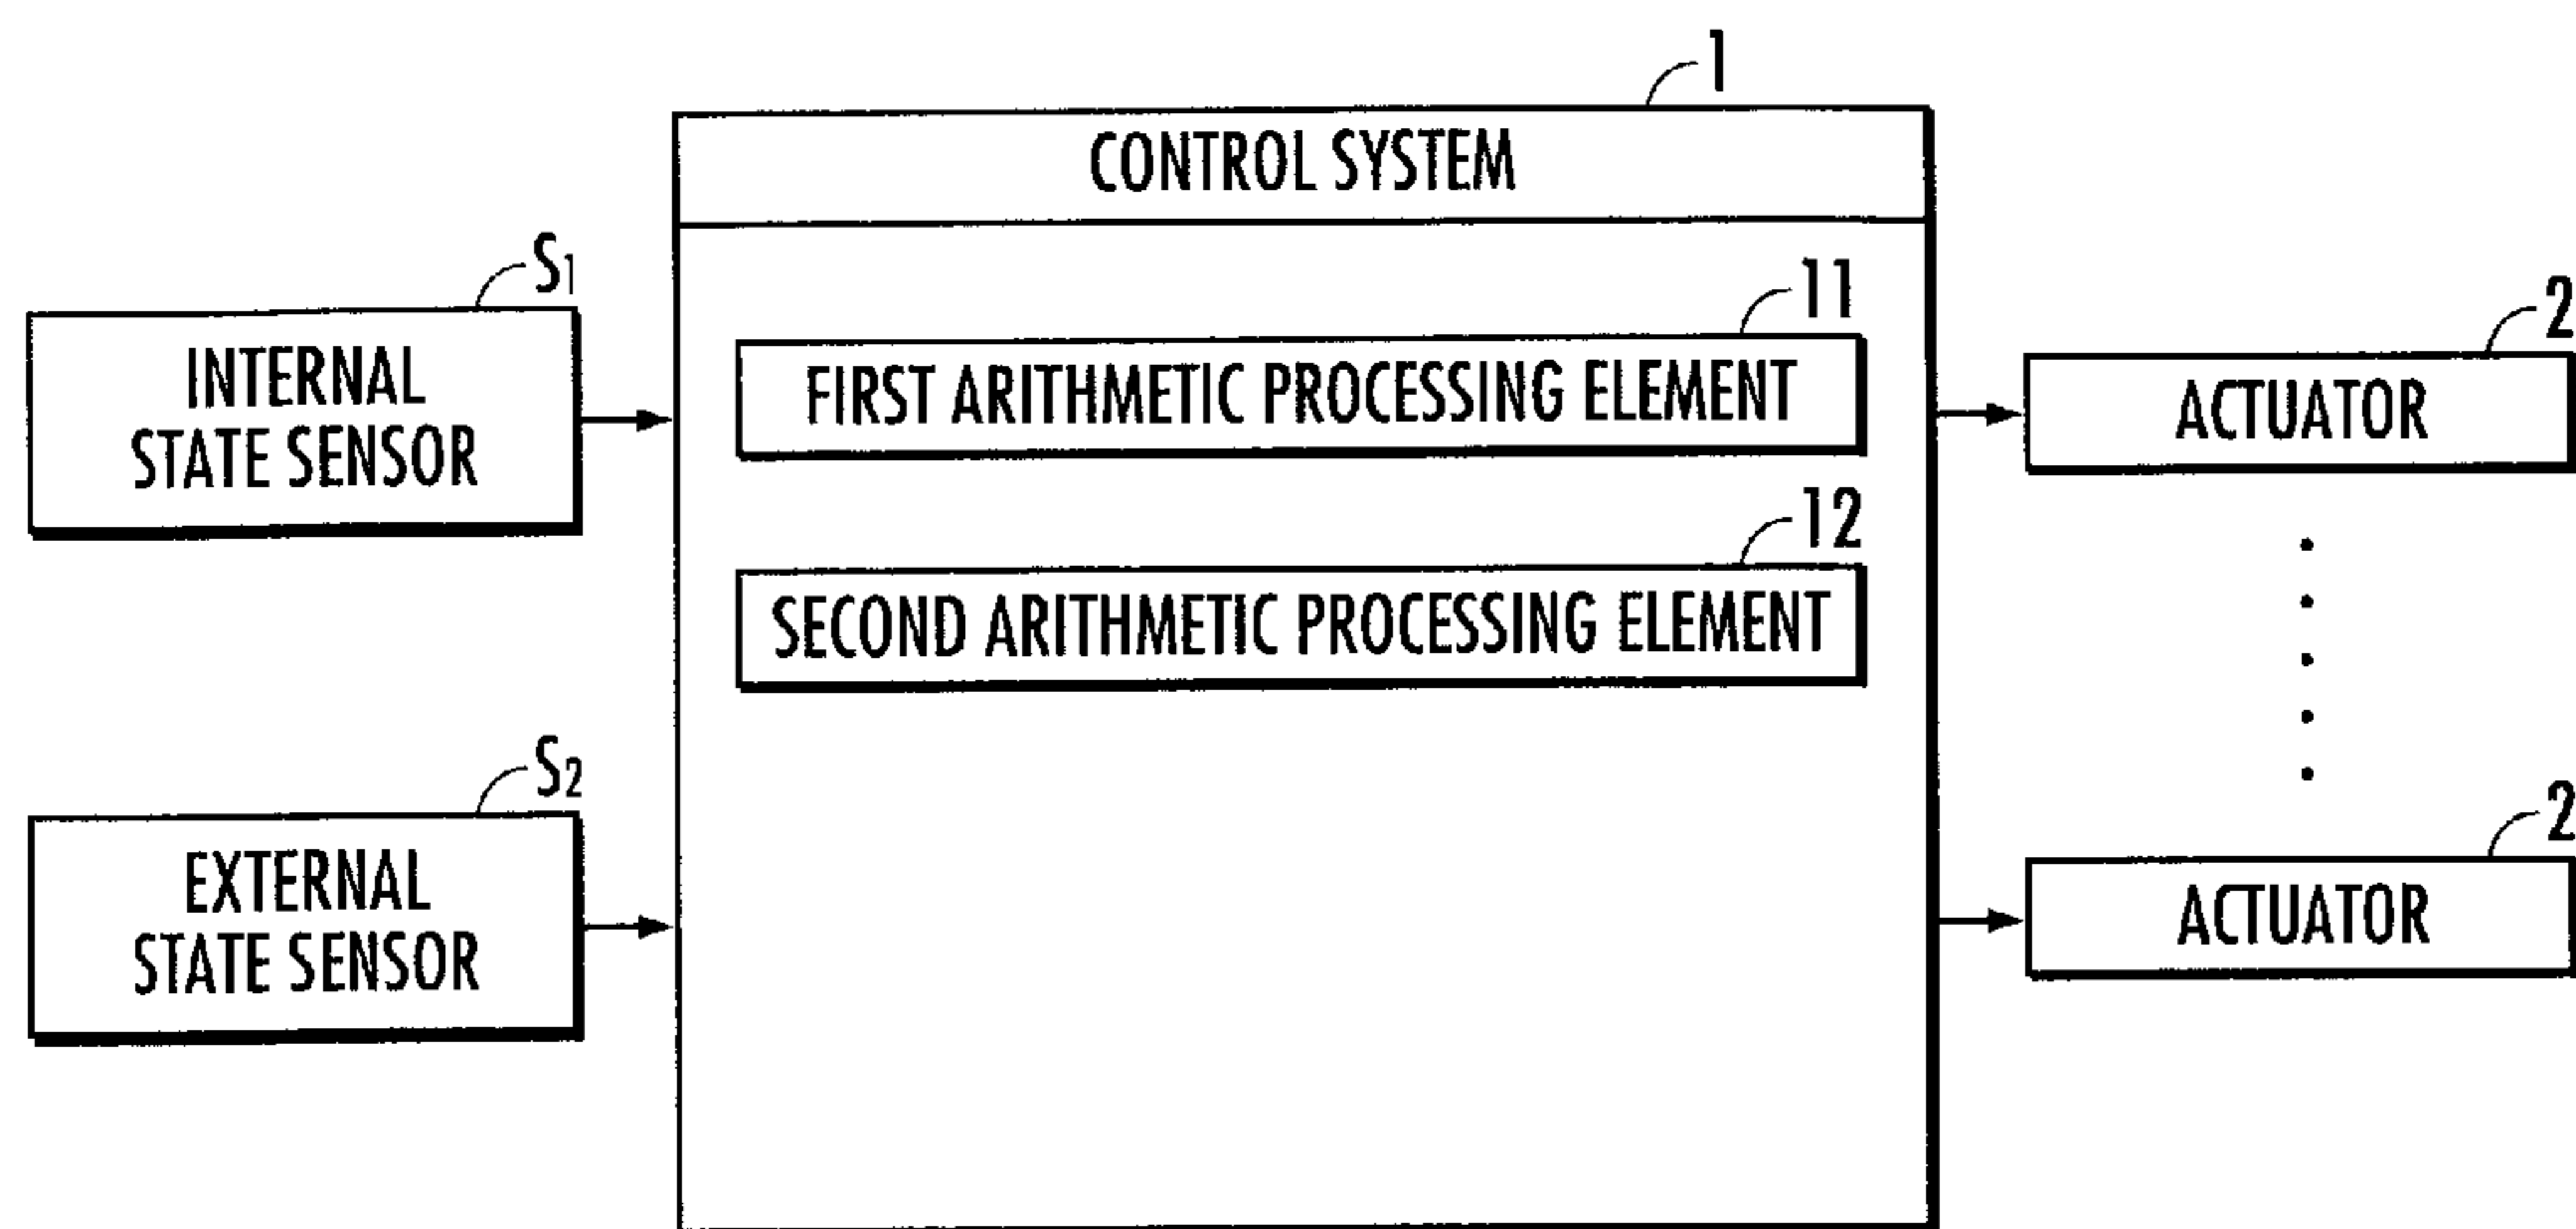 1
CONTROL SYSTEM
S1
INTERNAL
STATE SENSOR
11
FIRST ARITHMETIC PROCESSING ELEMENT
2
ACTUATOR
12
SECOND ARITHMETIC PROCESSING ELEMENT
S2
EXTERNAL
STATE SENSOR
2
ACTUATOR